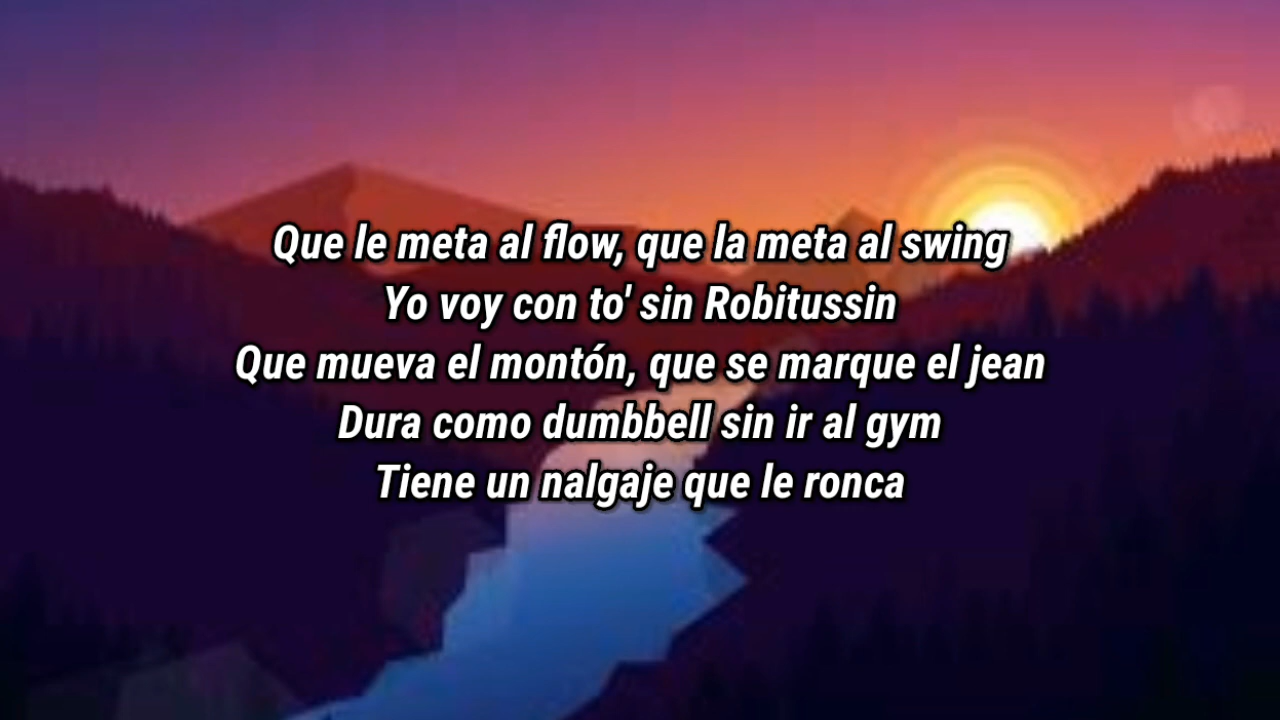 Que le meta al flow, que la meta al swing
Yo voy con to' sin Robitussin
Que mueva el montón, que se marque el jean
Dura como dumbbell sin ir al gym
Tiene un nalgaje que le ronca